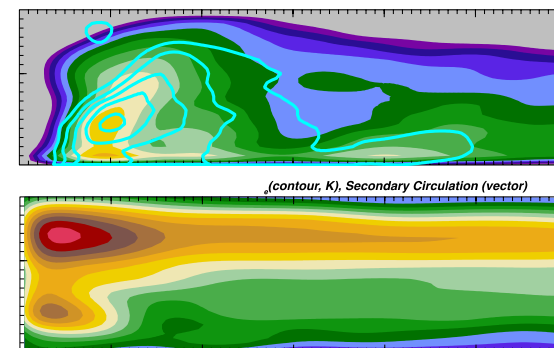 e(contour, K), Secondary Circulation (vector)